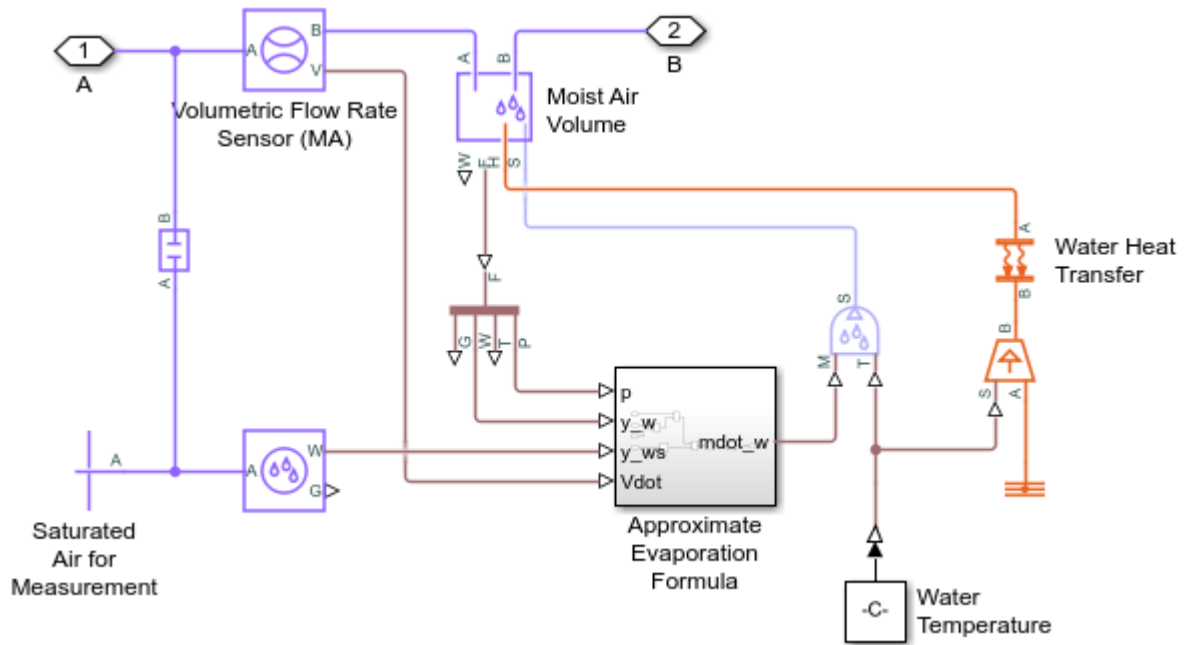 1
A
A
B
V
Volumetric Flow Rate
Sensor (MA)
A
B
2
B
Moist Air
Volume
W
F
H
S
B
A
F
G
W
T
P
A
Water Heat
Transfer
B
S
B
M
T
S
A
p
y_w
y_ws
Vdot
mdot_w
A
A
W
G
Saturated
Air for
Measurement
Approximate
Evaporation
Formula
-C-
Water
Temperature